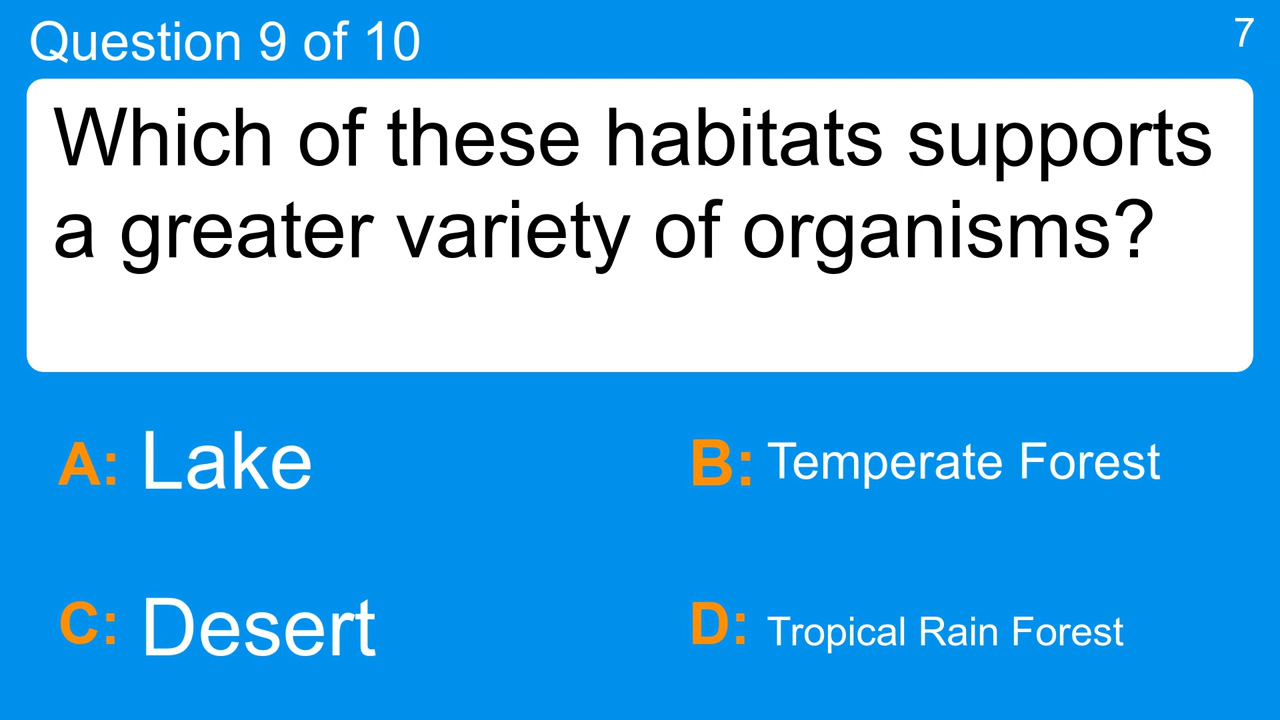 Question 9 of 10
7
Which of these habitats supports
a greater variety of organisms?
A: Lake
B: Temperate Forest
C: Desert
D: Tropical Rain Forest